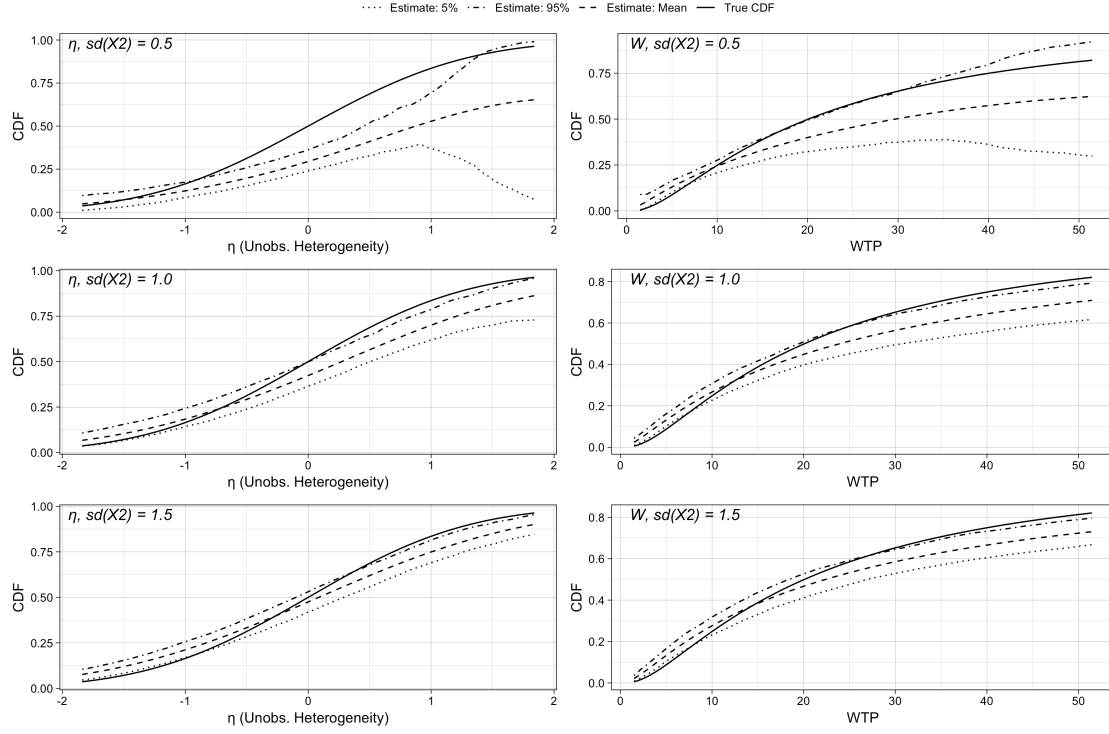 Estimate: 5% Estimate: 95% Estimate: Mean True CDF
η, sd(X2) = 0.5
CDF
1.00
0.75
0.50
0.25
0.00
-2 -1 0 1 2
η (Unobs. Heterogeneity)
W, sd(X2) = 0.5
CDF
0.75
0.50
0.25
0.00
0 10 20 30 40 50
WTP
η, sd(X2) = 1.0
CDF
1.00
0.75
0.50
0.25
0.00
-2 -1 0 1 2
η (Unobs. Heterogeneity)
W, sd(X2) = 1.0
CDF
0.8
0.6
0.4
0.2
0.0
0 10 20 30 40 50
WTP
η, sd(X2) = 1.5
CDF
1.00
0.75
0.50
0.25
0.00
-2 -1 0 1 2
η (Unobs. Heterogeneity)
W, sd(X2) = 1.5
CDF
0.8
0.6
0.4
0.2
0.0
0 10 20 30 40 50
WTP